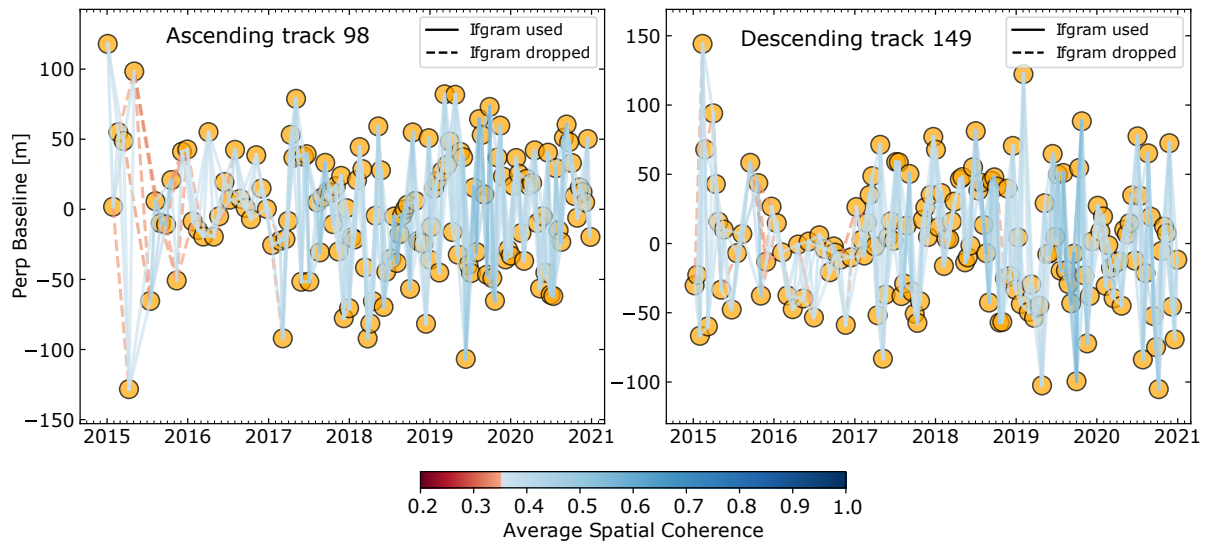 Ascending track 98
Ifgram used
Ifgram dropped
Perp Baseline [m]
100
50
0
−50
−100
−150
2015 2016 2017 2018 2019 2020 2021
Descending track 149
Ifgram used
Ifgram dropped
150
100
50
0
−50
−100
2015 2016 2017 2018 2019 2020 2021
0.2 0.3 0.4 0.5 0.6 0.7 0.8 0.9 1.0
Average Spatial Coherence